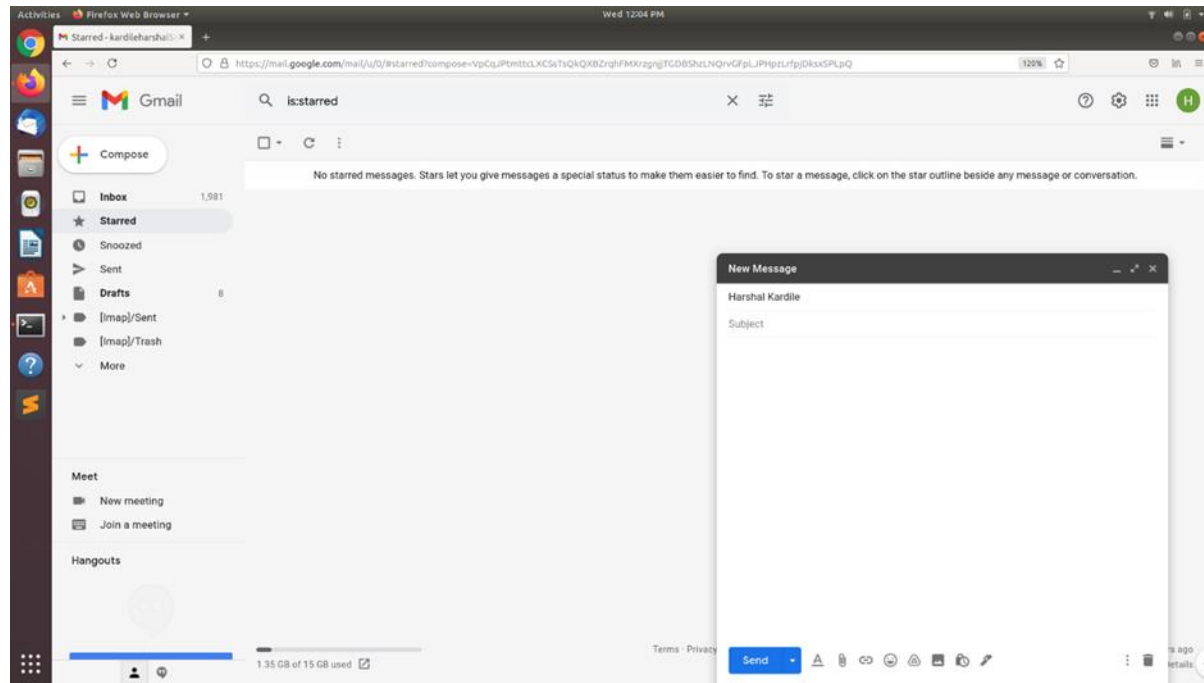 Activities Firefox Web Browser Wed 12:04 PM
Starred - kardileharshal
mail.google.com/mail/u/0/#starred?compose= 120%
Gmail
is:starred
H
Compose
No starred messages. Stars let you give messages a special status to make them easier to find. To star a message, click on the star outline beside any message or conversation.
Inbox 1,981
Starred
Snoozed
Sent
Drafts 8
[Imap]/Sent
[Imap]/Trash
More
New Message
Harshal Kardile
Subject
Meet
New meeting
Join a meeting
Hangouts
1.35 GB of 15 GB used
Terms · Privacy
Send
ago
Details